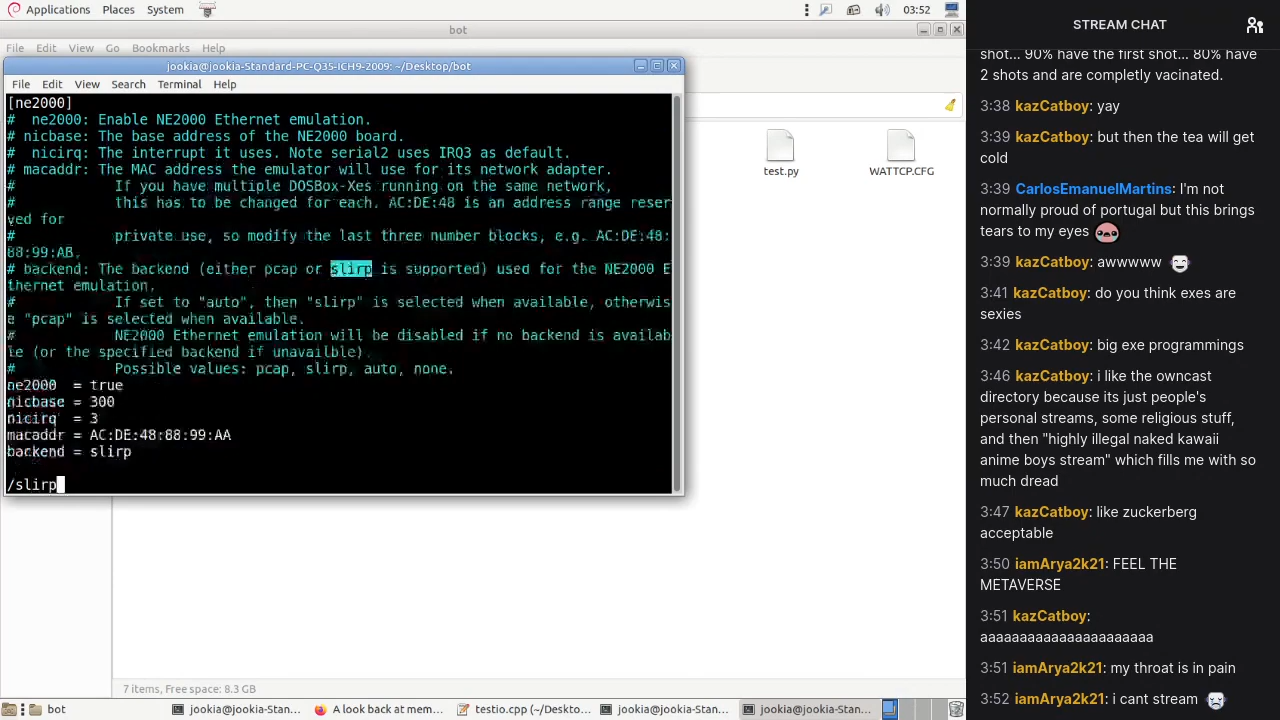 Applications Places System 03:52
bot
File Edit View Go Bookmarks Help
jookia@jookia-Standard-PC-Q35-ICH9-2009: ~/Desktop/bot
File Edit View Search Terminal Help
[ne2000]
#  ne2000: Enable NE2000 Ethernet emulation.
# nicbase: The base address of the NE2000 board.
#  nicirq: The interrupt it uses. Note serial2 uses IRQ3 as default.
# macaddr: The MAC address the emulator will use for its network adapter.
#            If you have multiple DOSBox-Xes running on the same network,
#            this has to be changed for each. AC:DE:48 is an address range reser
ved for
#            private use, so modify the last three number blocks, e.g. AC:DE:48:
88:99:AB.
# backend: The backend (either pcap or slirp is supported) used for the NE2000 E
thernet emulation.
#            If set to "auto", then "slirp" is selected when available, otherwis
e "pcap" is selected when available.
#            NE2000 Ethernet emulation will be disabled if no backend is availab
le (or the specified backend if unavailble).
#            Possible values: pcap, slirp, auto, none.
ne2000  = true
nicbase = 300
nicirq  = 3
macaddr = AC:DE:48:88:99:AA
backend = slirp
/slirp
test.py
WATTCP.CFG
7 items, Free space: 8.3 GB
bot
jookia@jookia-Stan...
A look back at mem...
testio.cpp (~/Deskto...
jookia@jookia-Stan...
jookia@jookia-Stan...
STREAM CHAT
shot... 90% have the first shot... 80% have
2 shots and are completly vacinated.
3:38 kazCatboy: yay
3:39 kazCatboy: but then the tea will get
cold
3:39 CarlosEmanuelMartins: I'm not
normally proud of portugal but this brings
tears to my eyes
3:39 kazCatboy: awwwww
3:41 kazCatboy: do you think exes are
sexies
3:42 kazCatboy: big exe programmings
3:46 kazCatboy: i like the owncast
directory because its just people's
personal streams, some religious stuff,
and then "highly illegal naked kawaii
anime boys stream" which fills me with so
much dread
3:47 kazCatboy: like zuckerberg
acceptable
3:50 iamArya2k21: FEEL THE
METAVERSE
3:51 kazCatboy:
aaaaaaaaaaaaaaaaaaaaaa
3:51 iamArya2k21: my throat is in pain
3:52 iamArya2k21: i cant stream